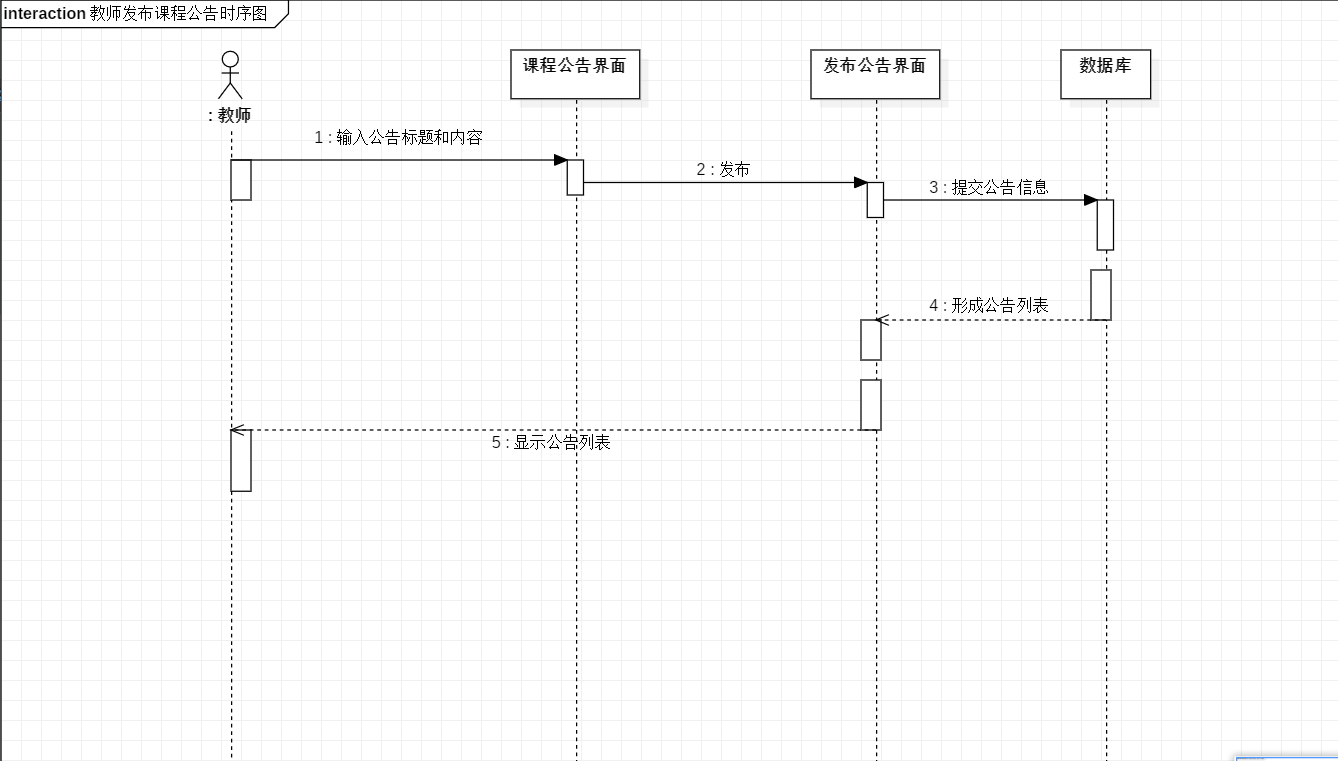 interaction 教师发布课程公告时序图
课程公告界面
发布公告界面
数据库
: 教师
1 : 输入公告标题和内容
2 : 发布
3 : 提交公告信息
4 : 形成公告列表
5 : 显示公告列表